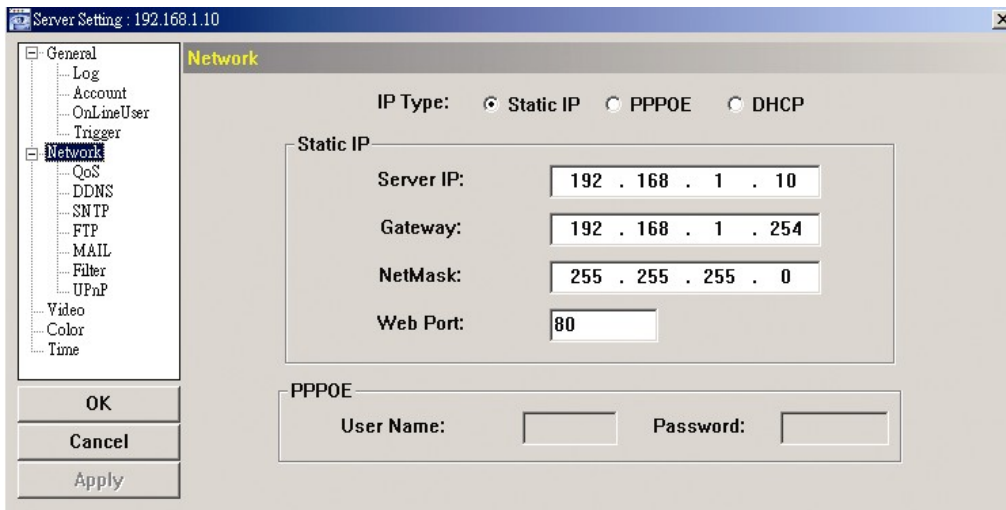 Server Setting : 192.168.1.10
General
Log
Account
OnLineUser
Trigger
Network
QoS
DDNS
SNTP
FTP
MAIL
Filter
UPnP
Video
Color
Time
OK
Cancel
Apply
Network
IP Type: Static IP PPPOE DHCP
Static IP
Server IP: 192 . 168 . 1 . 10
Gateway: 192 . 168 . 1 . 254
NetMask: 255 . 255 . 255 . 0
Web Port: 80
PPPOE
User Name: Password: